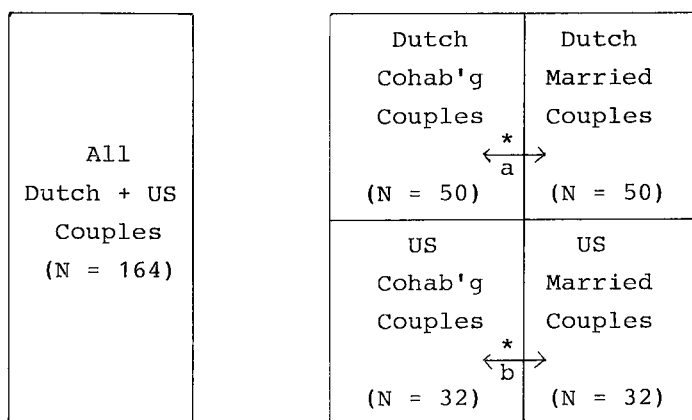 All
Dutch + US
Couples
(N = 164)
Dutch
Cohab'g
Couples
(N = 50)
Dutch
Married
Couples
(N = 50)
*
a
US
Cohab'g
Couples
(N = 32)
US
Married
Couples
(N = 32)
*
b